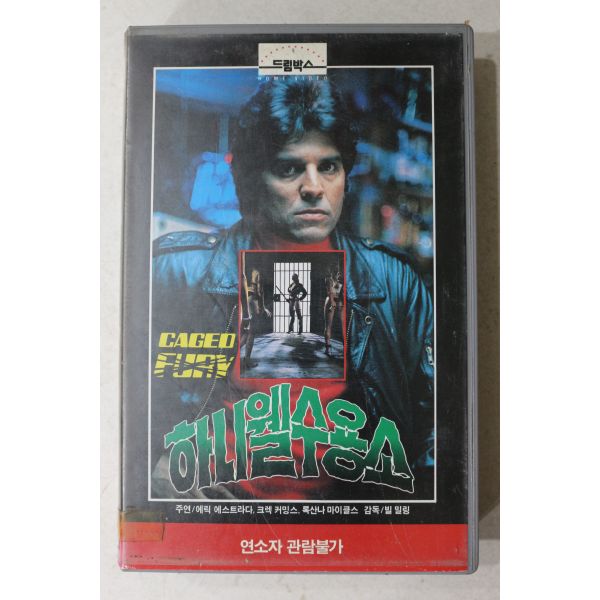 드림박스
HOME VIDEO
CAGED
FURY
하니웰수용소
주연/에릭 에스트라다, 크렉 커밍스, 록산나 마이클스 감독/빌 밀링
연소자 관람불가